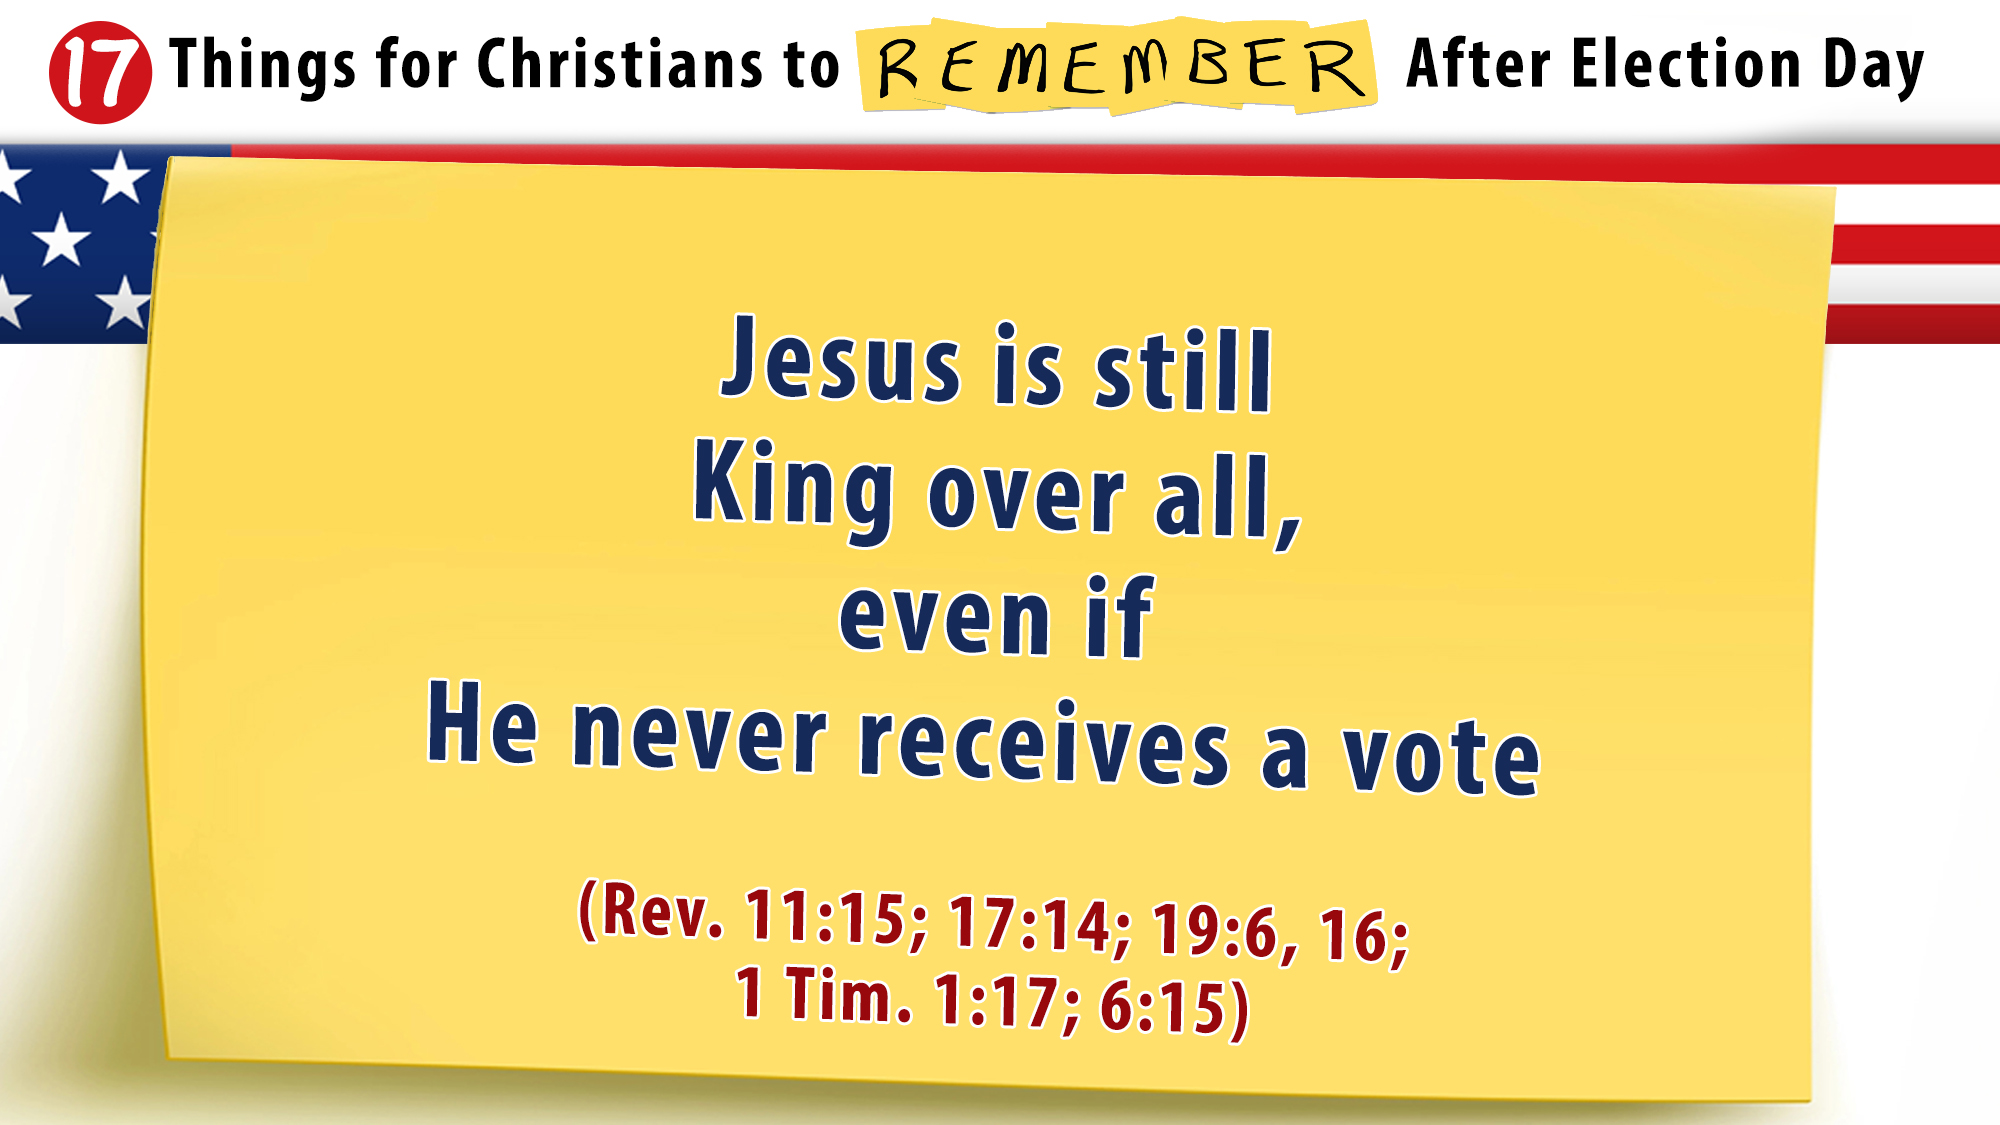 17 Things for Christians to REMEMBER After Election Day
Jesus is still
King over all,
even if
He never receives a vote
(Rev. 11:15; 17:14; 19:6, 16;
1 Tim. 1:17; 6:15)